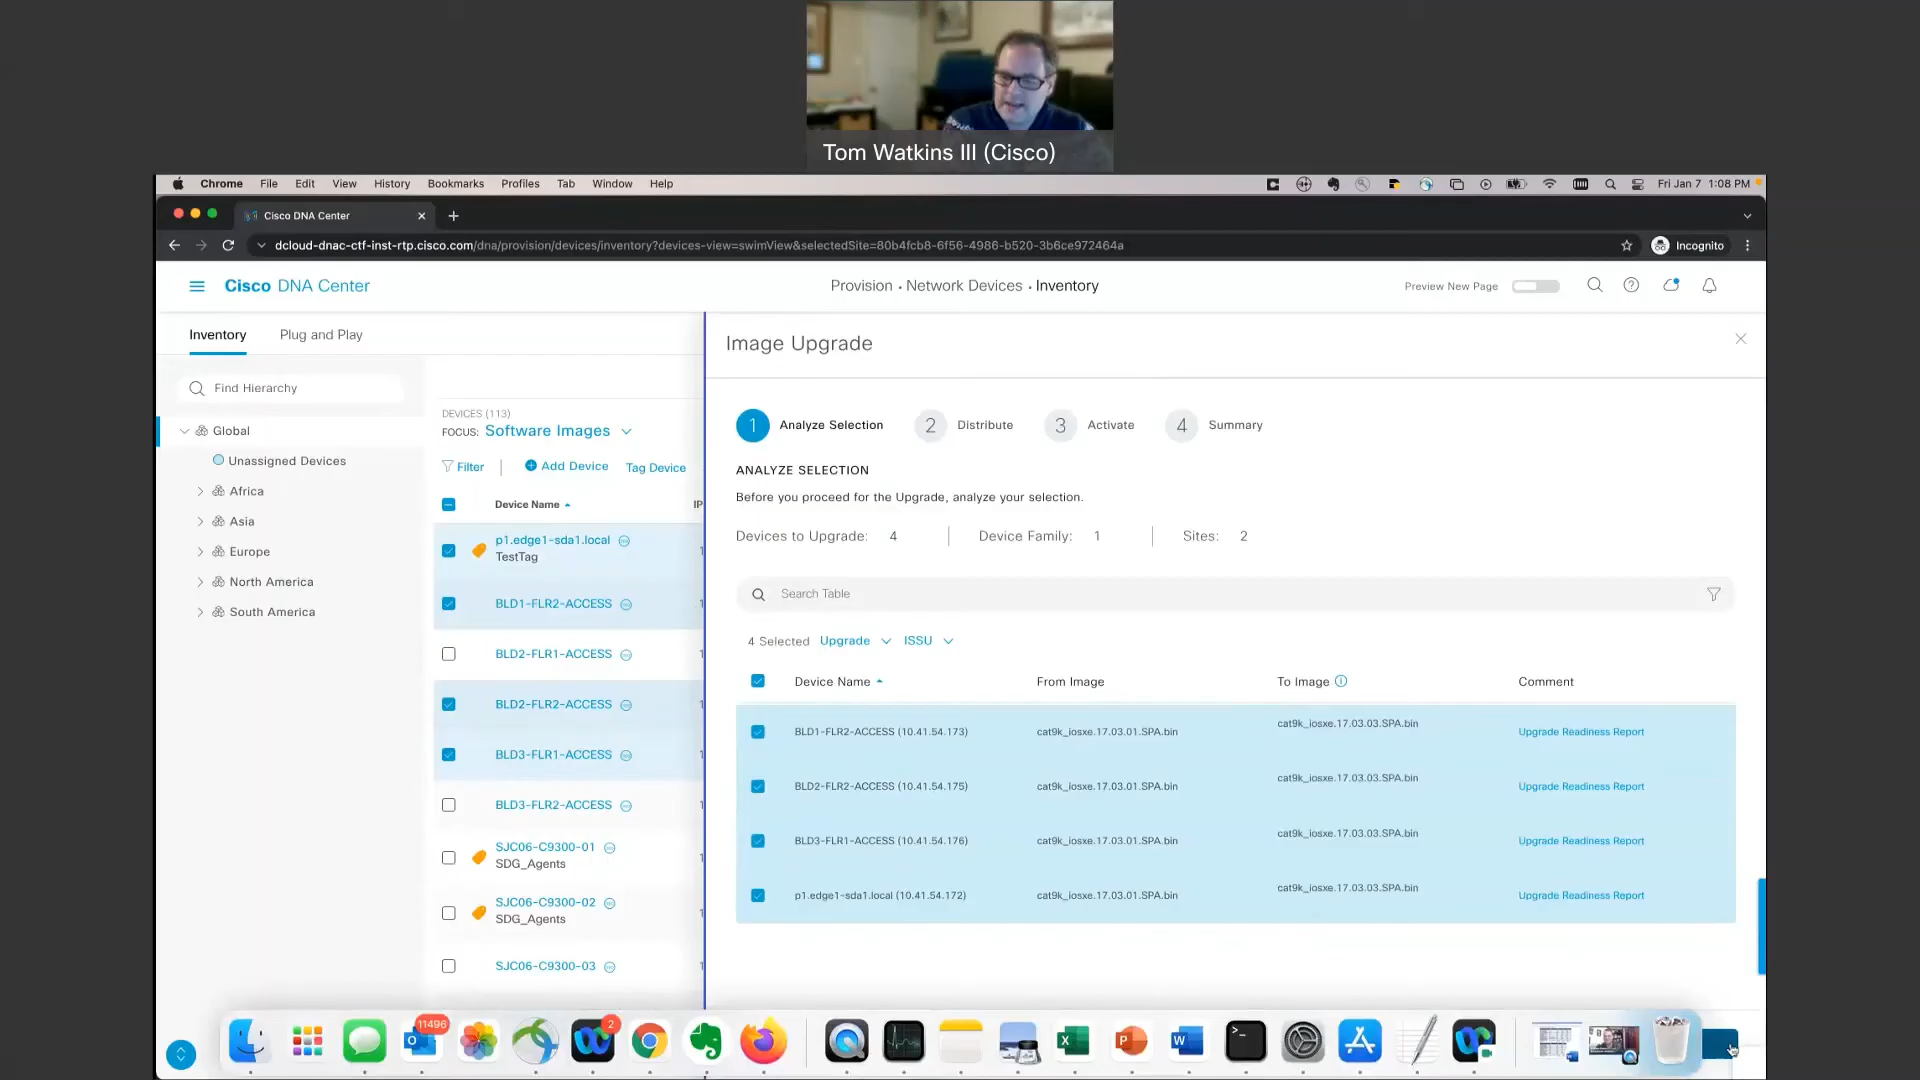 Tom Watkins III (Cisco)
Chrome File Edit View History Bookmarks Profiles Tab Window Help
Fri Jan 7 1:08 PM
Cisco DNA Center
dcloud-dnac-ctf-inst-rtp.cisco.com/dna/provision/devices/inventory?devices-view=swimView&selectedSite=80b4fcb8-6f56-4986-b520-3b6ce972464a
Incognito
Cisco DNA Center
Provision · Network Devices · Inventory
Preview New Page
Inventory Plug and Play
Find Hierarchy
Global
Unassigned Devices
Africa
Asia
Europe
North America
South America
DEVICES (113)
FOCUS: Software Images
Filter Add Device Tag Device
Device Name IP
p1.edge1-sda1.local
TestTag
BLD1-FLR2-ACCESS
BLD2-FLR1-ACCESS
BLD2-FLR2-ACCESS
BLD3-FLR1-ACCESS
BLD3-FLR2-ACCESS
SJC06-C9300-01
SDG_Agents
SJC06-C9300-02
SDG_Agents
SJC06-C9300-03
Image Upgrade
1 Analyze Selection 2 Distribute 3 Activate 4 Summary
ANALYZE SELECTION
Before you proceed for the Upgrade, analyze your selection.
Devices to Upgrade: 4 Device Family: 1 Sites: 2
Search Table
4 Selected Upgrade ISSU
Device Name From Image To Image Comment
BLD1-FLR2-ACCESS (10.41.54.173) cat9k_iosxe.17.03.01.SPA.bin cat9k_iosxe.17.03.03.SPA.bin Upgrade Readiness Report
BLD2-FLR2-ACCESS (10.41.54.175) cat9k_iosxe.17.03.01.SPA.bin cat9k_iosxe.17.03.03.SPA.bin Upgrade Readiness Report
BLD3-FLR1-ACCESS (10.41.54.176) cat9k_iosxe.17.03.01.SPA.bin cat9k_iosxe.17.03.03.SPA.bin Upgrade Readiness Report
p1.edge1-sda1.local (10.41.54.172) cat9k_iosxe.17.03.01.SPA.bin cat9k_iosxe.17.03.03.SPA.bin Upgrade Readiness Report
11496
2